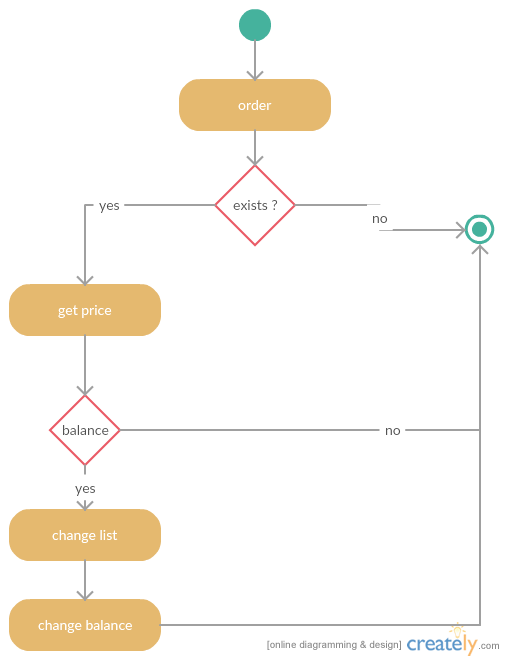 order
exists ?
yes
no
get price
balance
no
yes
change list
change balance
[online diagramming & design] creately.com